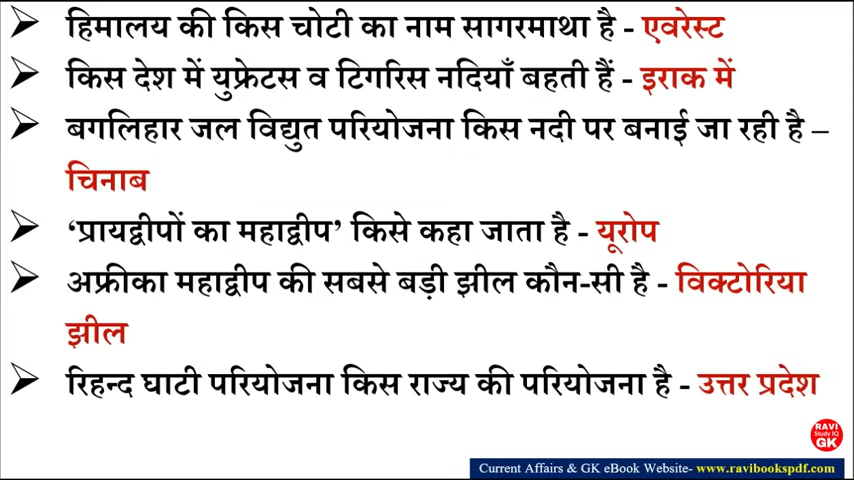 ➢ हिमालय की किस चोटी का नाम सागरमाथा है - एवरेस्ट
➢ किस देश में युफ्रेटस व टिगरिस नदियाँ बहती हैं - इराक में
➢ बगलिहार जल विद्युत परियोजना किस नदी पर बनाई जा रही है –
चिनाब
➢ ‘प्रायद्वीपों का महाद्वीप’ किसे कहा जाता है - यूरोप
➢ अफ्रीका महाद्वीप की सबसे बड़ी झील कौन-सी है - विक्टोरिया
झील
➢ रिहन्द घाटी परियोजना किस राज्य की परियोजना है - उत्तर प्रदेश
RAVI
Study IQ
GK
Current Affairs & GK eBook Website- www.ravibookspdf.com